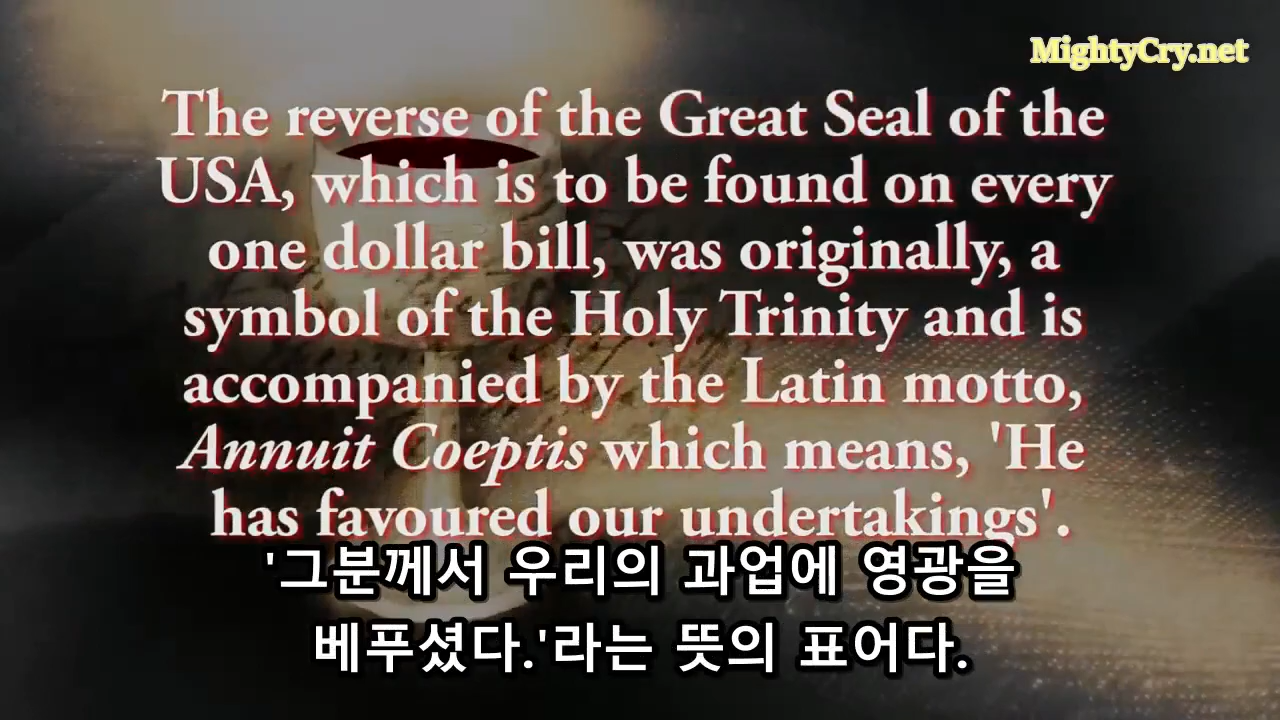 MightyCry.net
The reverse of the Great Seal of the
USA, which is to be found on every
one dollar bill, was originally, a
symbol of the Holy Trinity and is
accompanied by the Latin motto,
Annuit Coeptis which means, 'He
has favoured our undertakings'.
'그분께서 우리의 과업에 영광을
베푸셨다.'라는 뜻의 표어다.